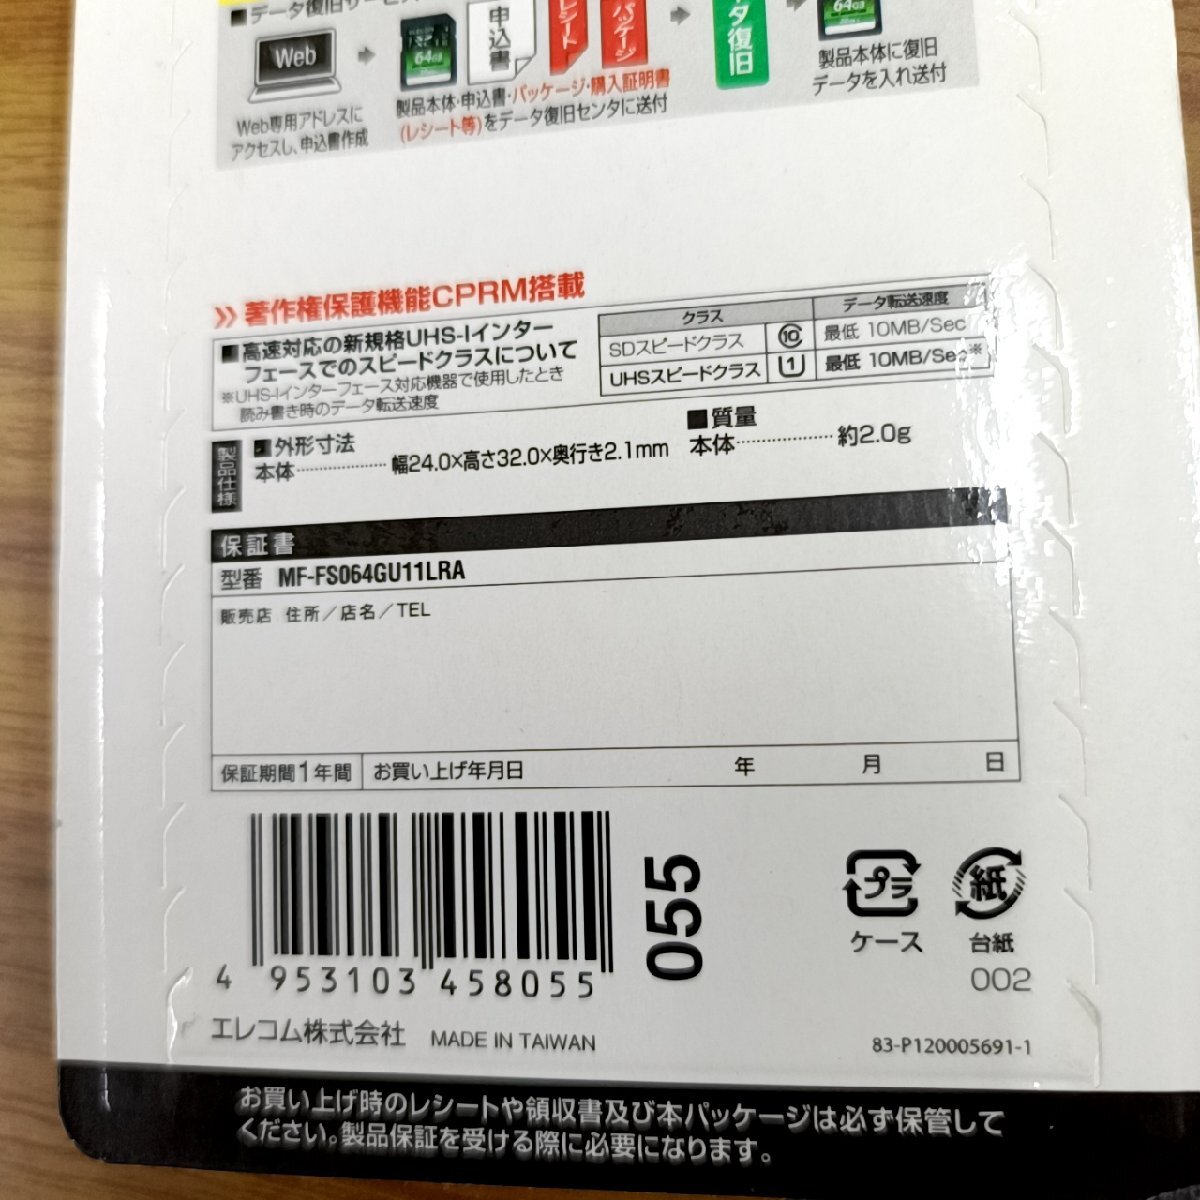 ■データ復旧サービス
Web
64GB
申込書
レシート
パッケージ
タ復旧
64GB
Web専用アドレスに
アクセスし、申込書作成
製品本体・申込書・パッケージ・購入証明書
(レシート等)をデータ復旧センタに送付
製品本体に復旧
データを入れ送付
著作権保護機能CPRM搭載
■高速対応の新規格UHS-Iインター
フェースでのスピードクラスについて
※UHS-Iインターフェース対応機器で使用したとき
読み書き時のデータ転送速度
クラス データ転送速度
SDスピードクラス 10 最低 10MB/Sec
UHSスピードクラス 1 最低 10MB/Sec※
製品仕様
■外形寸法
本体 幅24.0×高さ32.0×奥行き2.1mm
■質量
本体 約2.0g
保証書
型番 MF-FS064GU11LRA
販売店 住所／店名／TEL
保証期間1年間 お買い上げ年月日 年 月 日
4 953103 458055
055
プラ
ケース
紙
台紙
002
エレコム株式会社 MADE IN TAIWAN
83-P120005691-1
お買い上げ時のレシートや領収書及び本パッケージは必ず保管して
ください。製品保証を受ける際に必要になります。